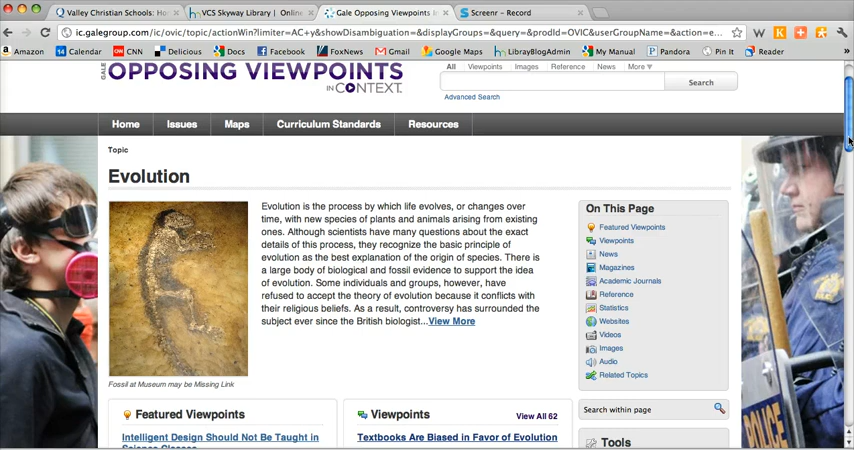 Valley Christian Schools: Hom
VCS Skyway Library | Online
Gale Opposing Viewpoints In
Screenr - Record
ic.galegroup.com/ic/ovic/topic/actionWin?limiter=AC+y&showDisambiguation=&displayGroups=&query=&prodId=OVIC&userGroupName=&action=e...
Amazon
14 Calendar
CNN
Delicious
Docs
Facebook
FoxNews
Gmail
Google Maps
LibrayBlogAdmin
My Manual
Pandora
Pin It
Reader
GALE OPPOSING VIEWPOINTS
IN CONTEXT
All Viewpoints Images Reference News More
Search
Advanced Search
Home Issues Maps Curriculum Standards Resources
Topic
Evolution
Evolution is the process by which life evolves, or changes over
time, with new species of plants and animals arising from existing
ones. Although scientists have many questions about the exact
details of this process, they recognize the basic principle of
evolution as the best explanation of the origin of species. There is
a large body of biological and fossil evidence to support the idea
of evolution. Some individuals and groups, however, have
refused to accept the theory of evolution because it conflicts with
their religious beliefs. As a result, controversy has surrounded the
subject ever since the British biologist...View More
Fossil at Museum may be Missing Link
On This Page
Featured Viewpoints
Viewpoints
News
Magazines
Academic Journals
Reference
Statistics
Websites
Videos
Images
Audio
Related Topics
Search within page
Tools
Featured Viewpoints
Intelligent Design Should Not Be Taught in
Science Classes
Viewpoints
View All 62
Textbooks Are Biased in Favor of Evolution
POLICE